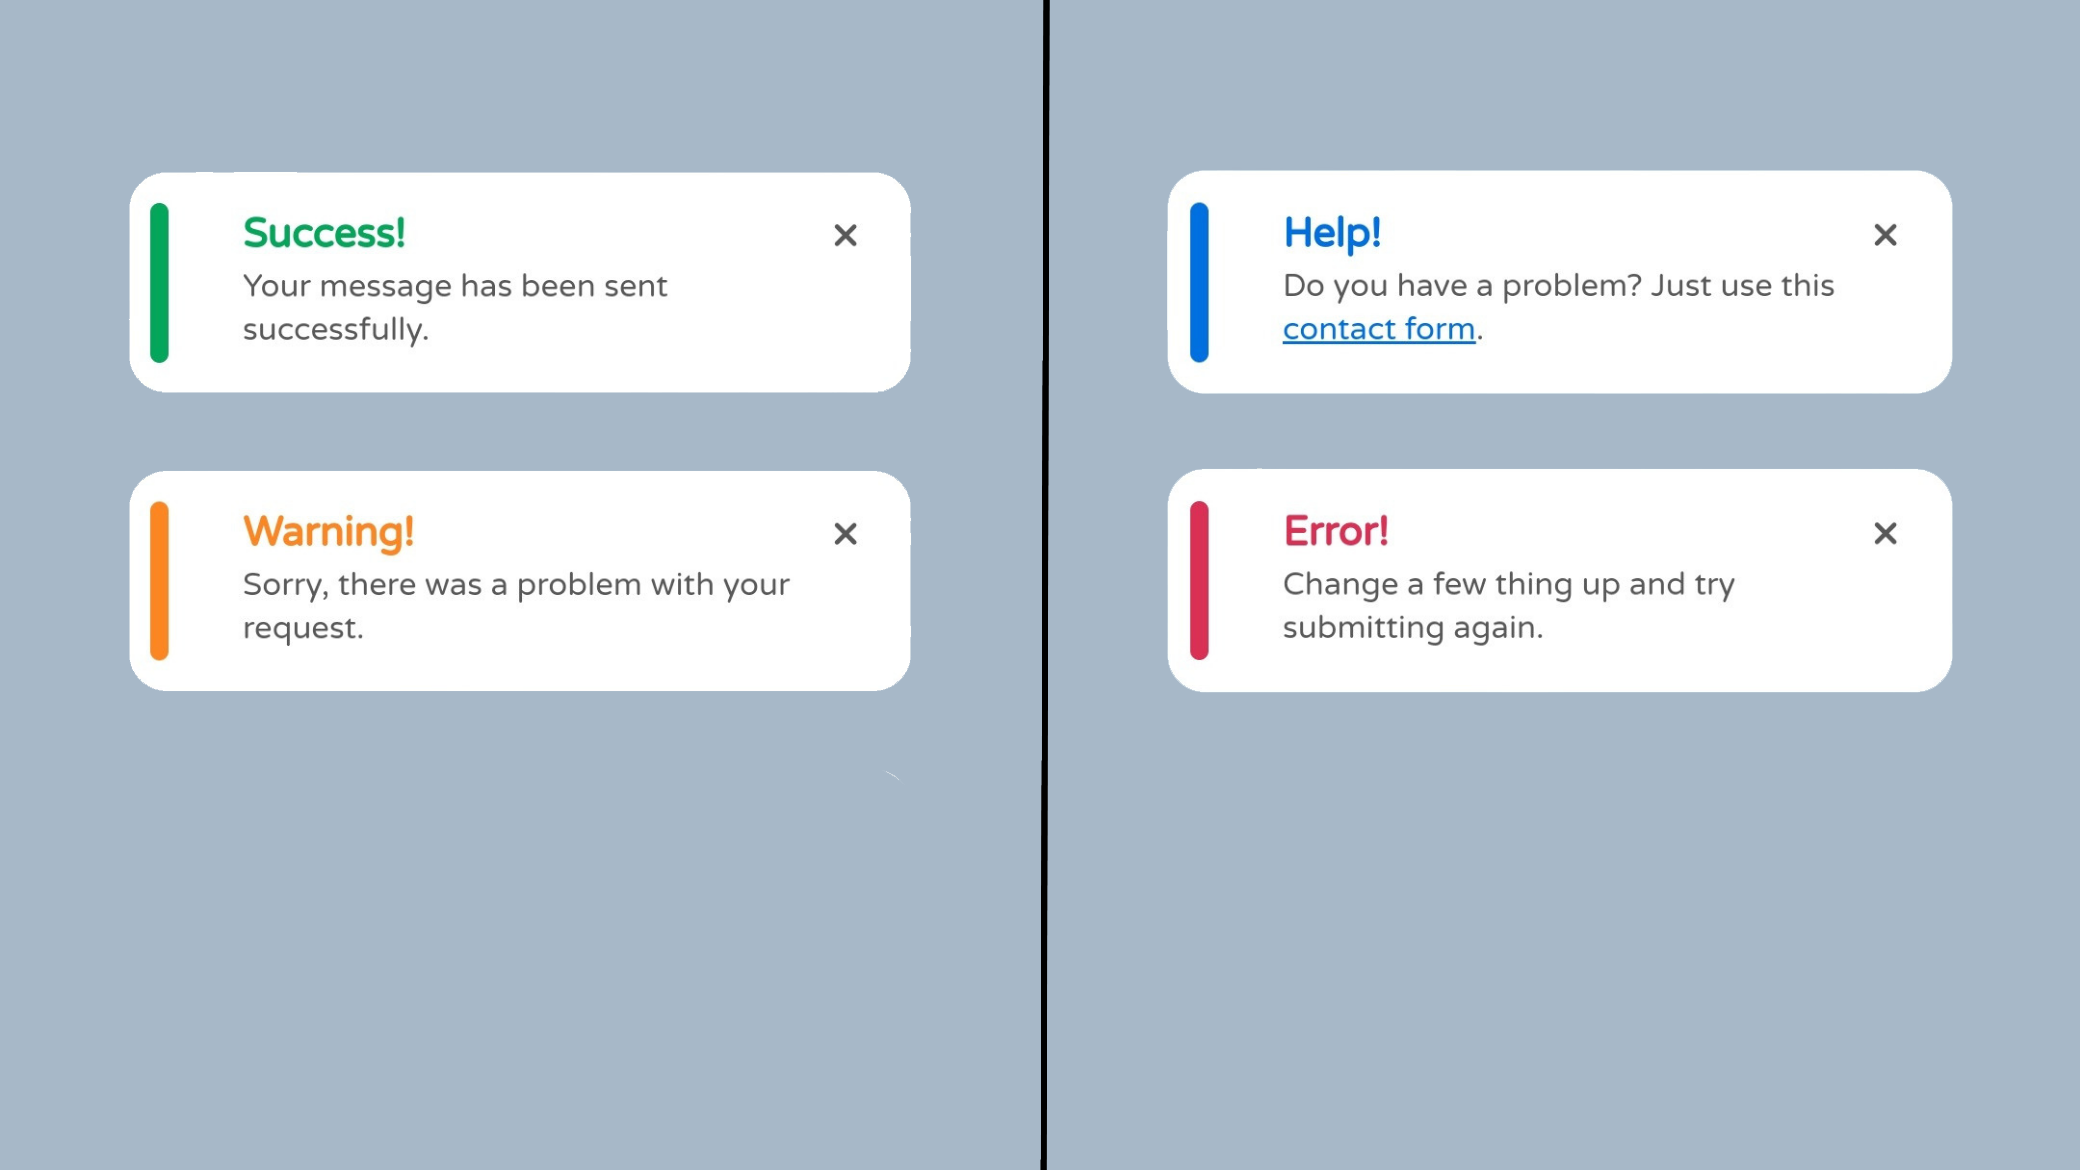 Success!
Your message has been sent
successfully.
Warning!
Sorry, there was a problem with your
request.
Help!
Do you have a problem? Just use this
contact form.
Error!
Change a few thing up and try
submitting again.